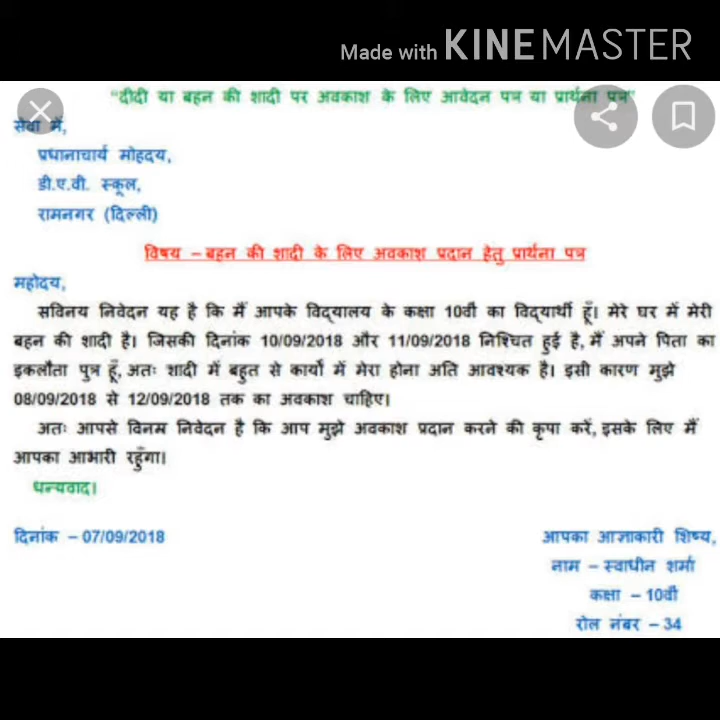 Made with KINEMASTER
"दीदी या बहन की शादी पर अवकाश के लिए आवेदन पत्र या प्रार्थना पत्र"
सेवा में,
प्रधानाचार्य मोहदय,
डी.ए.वी. स्कूल,
रामनगर (दिल्ली)
विषय – बहन की शादी के लिए अवकाश प्रदान हेतु प्रार्थना पत्र
महोदय,
सविनय निवेदन यह है कि मैं आपके विद्यालय के कक्षा 10वीं का विद्यार्थी हूँ। मेरे घर में मेरी
बहन की शादी है। जिसकी दिनांक 10/09/2018 और 11/09/2018 निश्चित हुई है, मैं अपने पिता का
इकलौता पुत्र हूँ, अतः शादी में बहुत से कार्यों में मेरा होना अति आवश्यक है। इसी कारण मुझे
08/09/2018 से 12/09/2018 तक का अवकाश चाहिए।
अतः आपसे विनम्र निवेदन है कि आप मुझे अवकाश प्रदान करने की कृपा करें, इसके लिए मैं
आपका आभारी रहुँगा।
धन्यवाद।
दिनांक – 07/09/2018
आपका आज्ञाकारी शिष्य,
नाम – स्वाधीन शर्मा
कक्षा – 10वीं
रोल नंबर – 34